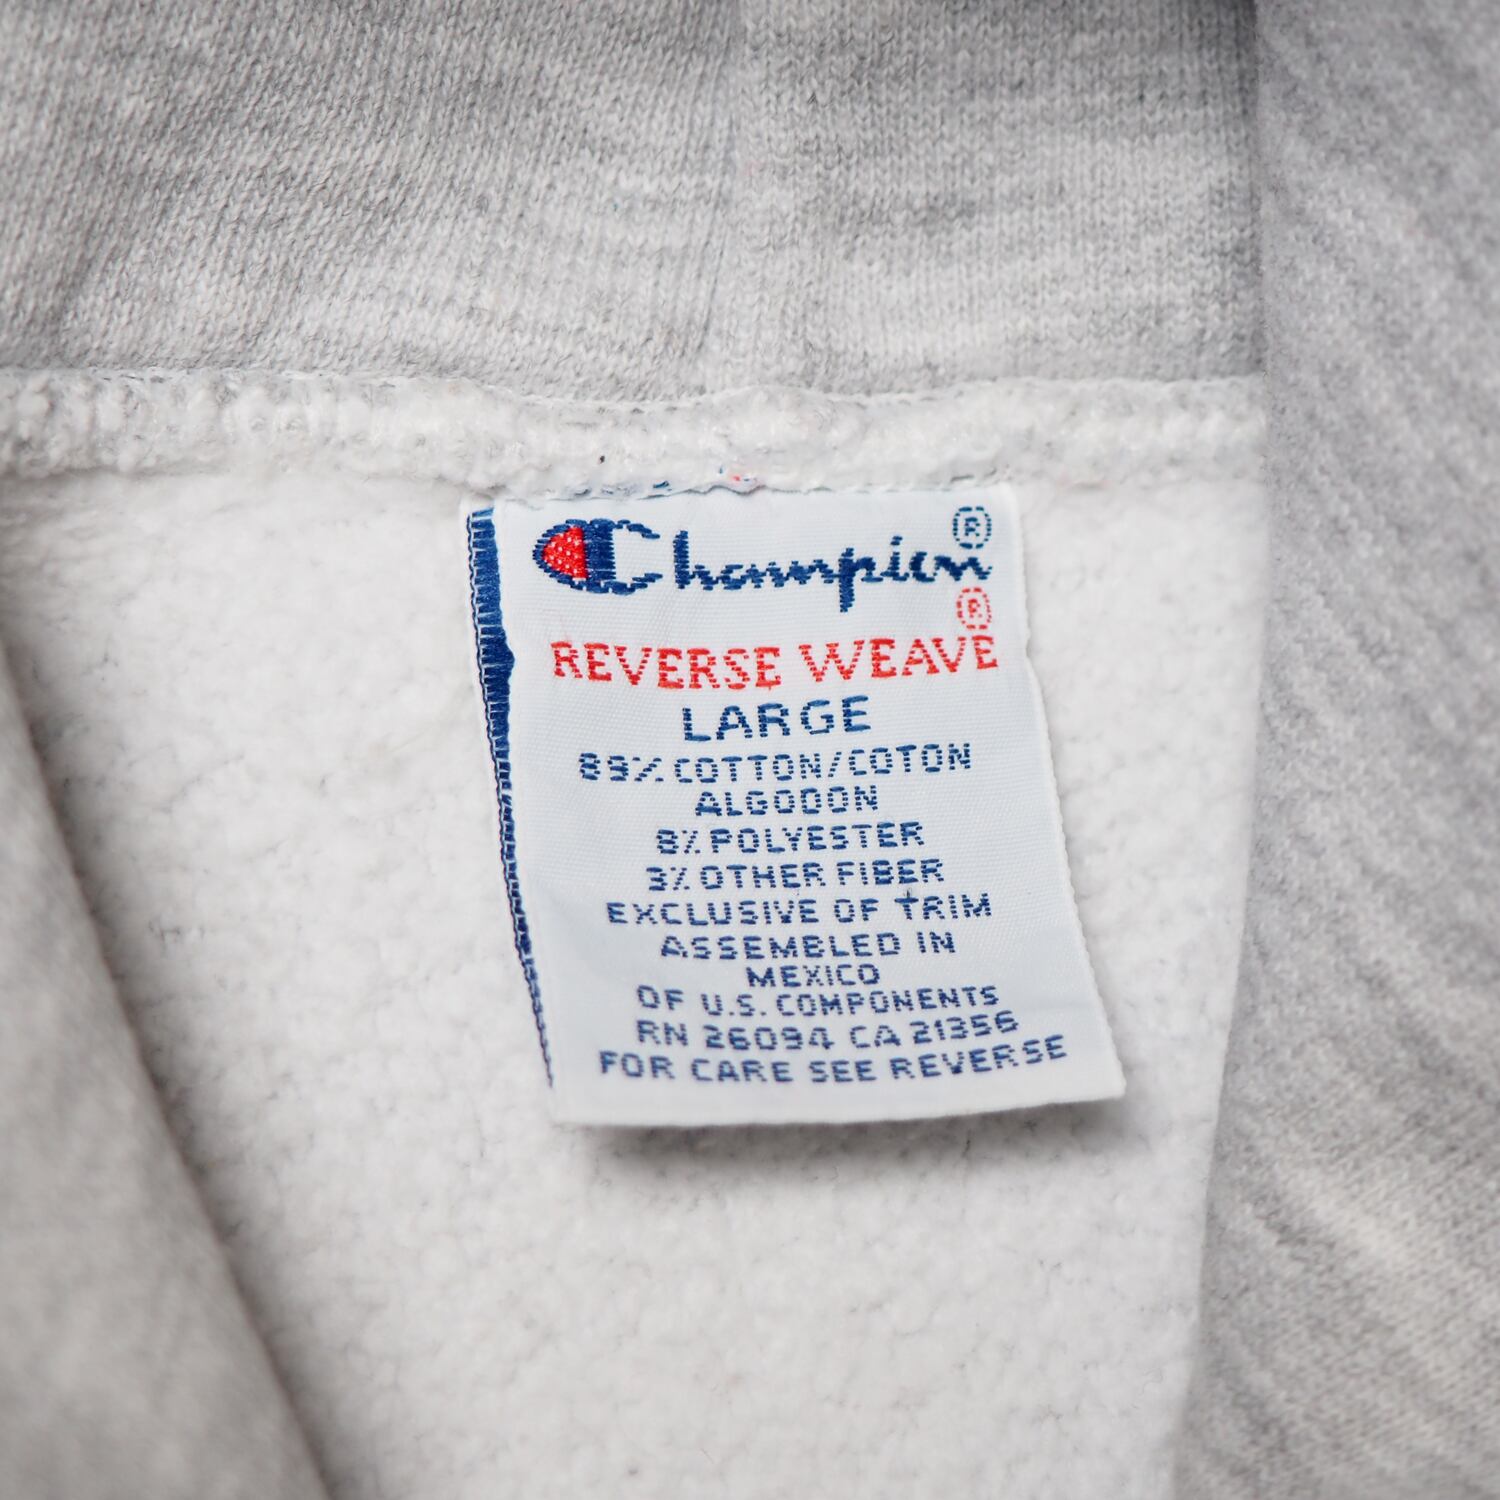 Champion®
REVERSE WEAVE®
LARGE
89% COTTON/COTON
ALGODON
8% POLYESTER
3% OTHER FIBER
EXCLUSIVE OF TRIM
ASSEMBLED IN
MEXICO
OF U.S. COMPONENTS
RN 26094 CA 21356
FOR CARE SEE REVERSE